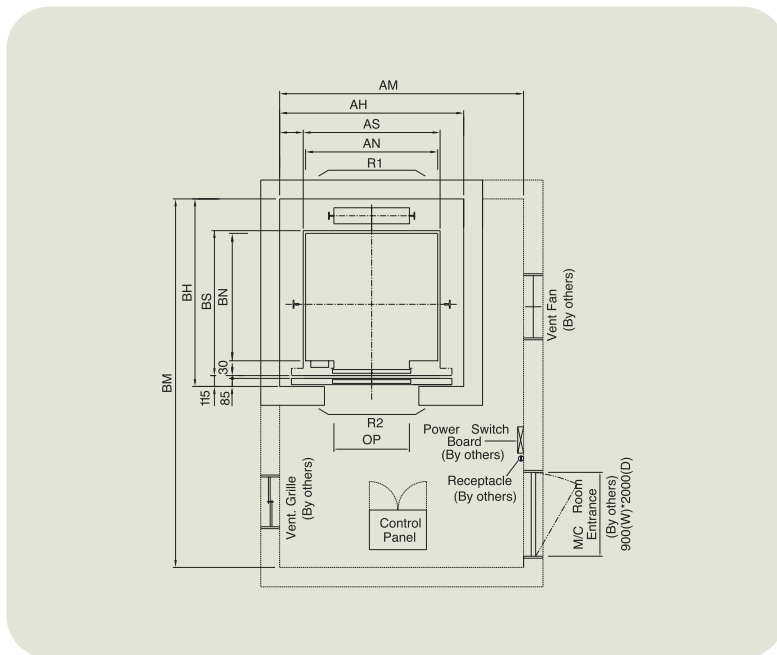 AM
AH
AS
AN
R1
BM
BH
BS
BN
30
115
85
Vent Fan
(By others)
R2
OP
Power Switch
Board
(By others)
Receptacle
(By others)
Vent. Grille
(By others)
Control
Panel
M/C Room
Entrance
(By others)
900(W)*2000(D)